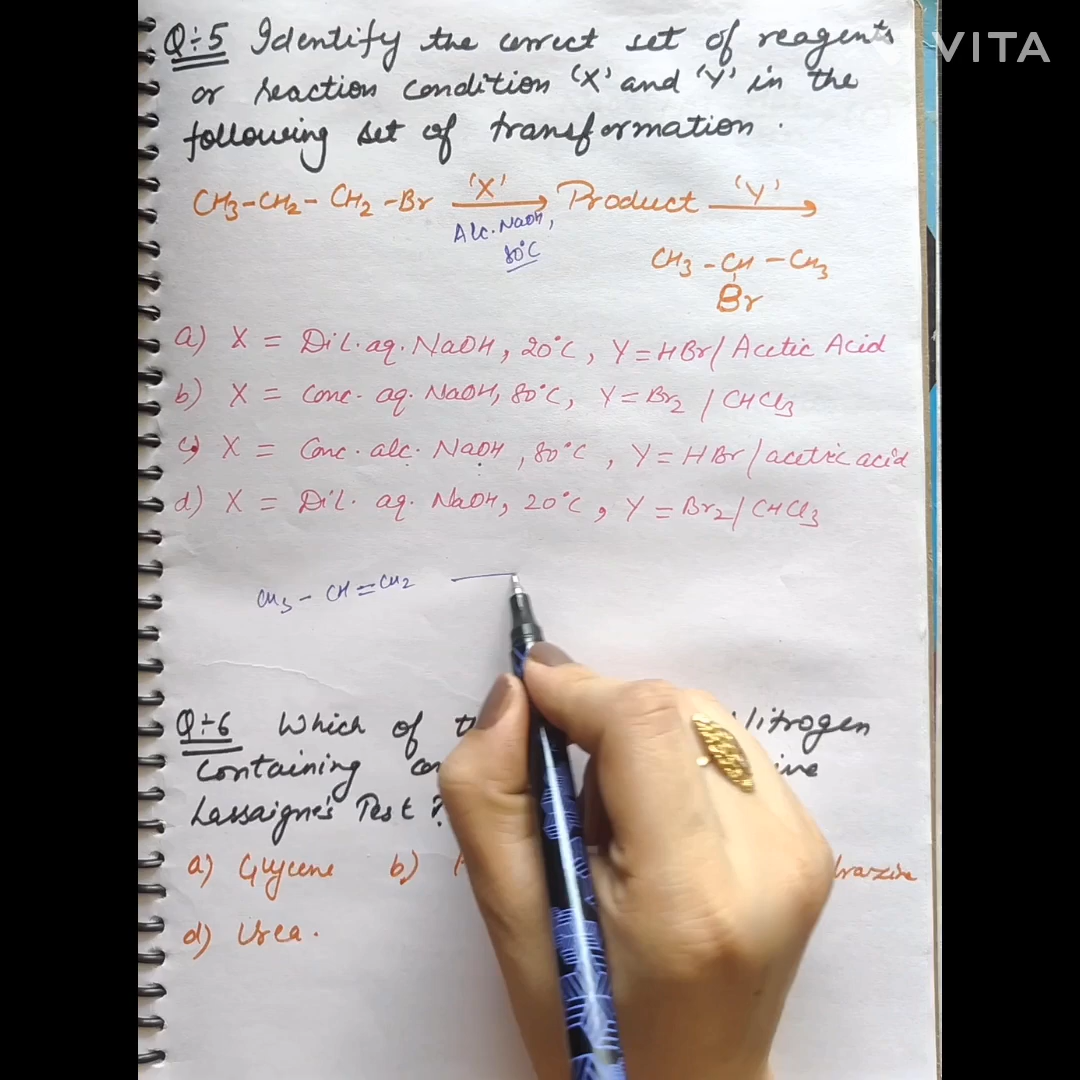 VITA
Q:-5 Identify the correct set of reagents
or reaction condition 'X' and 'Y' in the
following set of transformation.
CH3-CH2-CH2-Br 'X' Product 'Y'
Alc. NaOH,
80°C
CH3-CH-CH3
Br
a) X = Dil. aq. NaOH, 20°C, Y=HBr/Acetic Acid
b) X = Conc. aq. NaOH, 80°C, Y=Br2/CHCl3
c) X = Conc. alc. NaOH, 80°C, Y=HBr/acetic acid
d) X = Dil. aq. NaOH, 20°C, Y=Br2/CHCl3
CH3-CH=CH2
Q:-6 Which of
Containing
Lassaigne's Test?
a) Glycene b)
d) Urea.